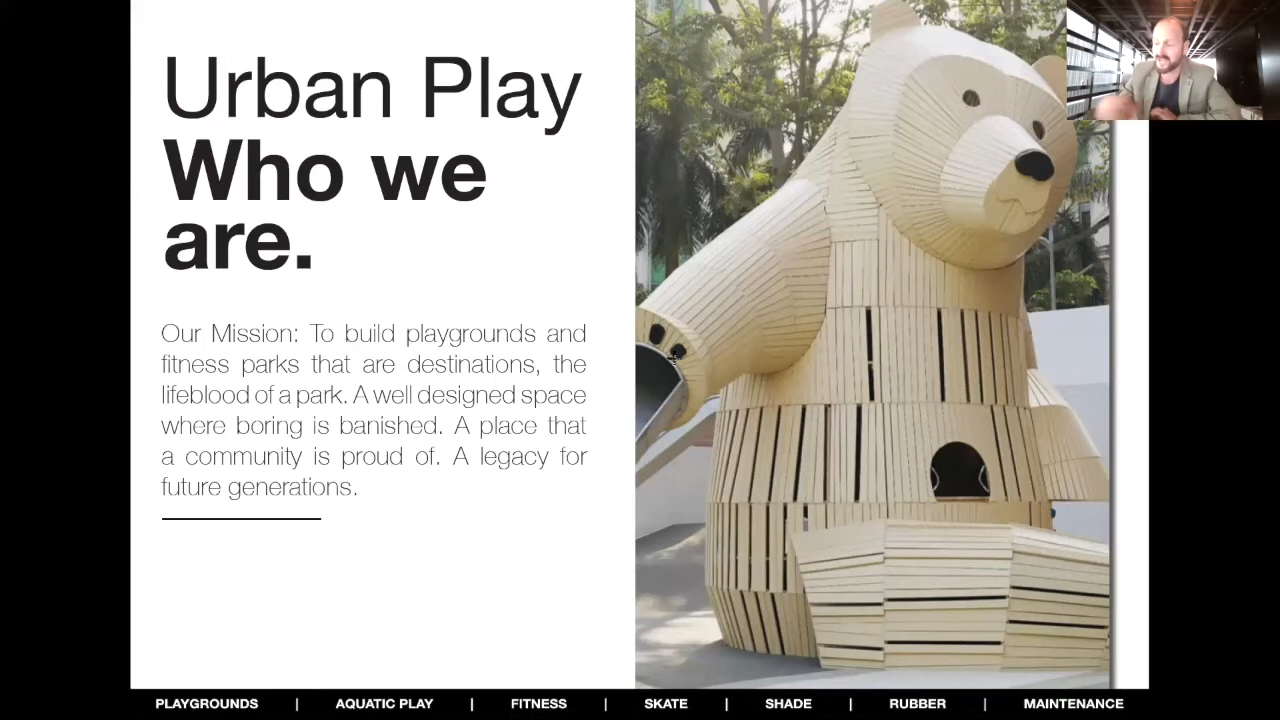 Urban Play
Who we
are.
Our Mission: To build playgrounds and
fitness parks that are destinations, the
lifeblood of a park. A well designed space
where boring is banished. A place that
a community is proud of. A legacy for
future generations.
PLAYGROUNDS | AQUATIC PLAY | FITNESS | SKATE | SHADE | RUBBER | MAINTENANCE